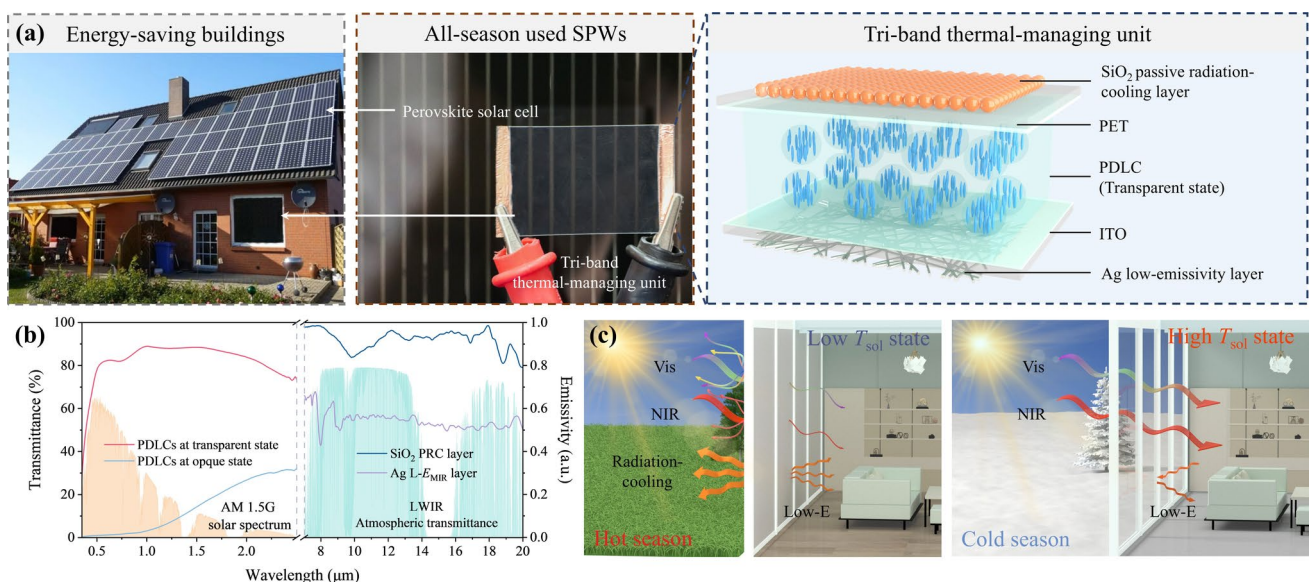 (a)
Energy-saving buildings
All-season used SPWs
Tri-band thermal-managing unit
Perovskite solar cell
Tri-band
thermal-managing unit
SiO₂ passive radiation-
cooling layer
PET
PDLC
(Transparent state)
ITO
Ag low-emissivity layer
(b)
100
80
60
40
20
0
Transmittance (%)
1.0
0.8
0.6
0.4
0.2
0.0
Emissivity (a.u.)
PDLCs at transparent state
PDLCs at opque state
SiO₂ PRC layer
Ag L-E_MIR layer
AM 1.5G
solar spectrum
LWIR
Atmospheric transmittance
0.5 1.0 1.5 2.0 8 10 12 14 16 18 20
Wavelength (μm)
(c)
Low T_sol state
Vis
NIR
Radiation-
cooling
Low-E
Hot season
High T_sol state
Vis
NIR
Low-E
Cold season